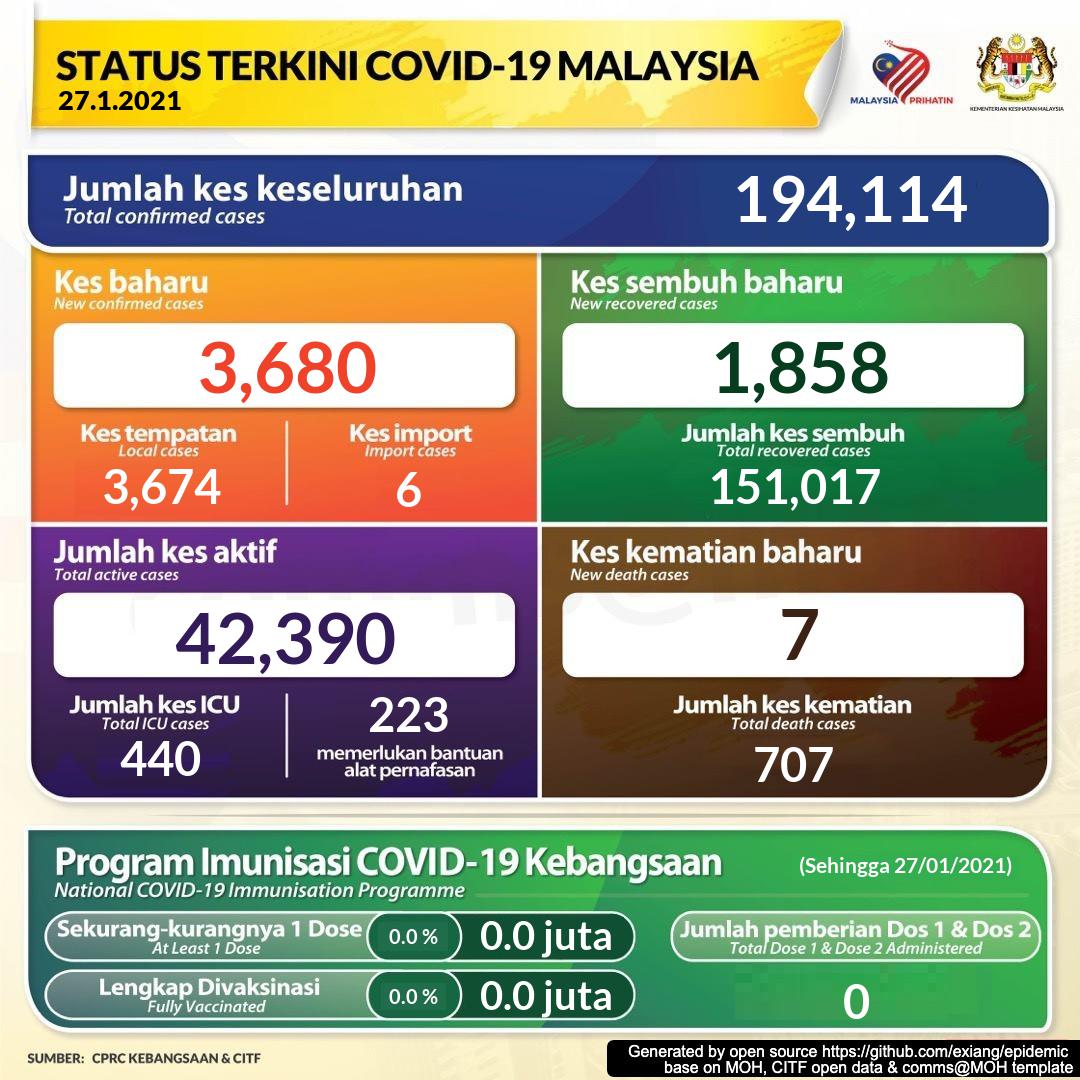 STATUS TERKINI COVID-19 MALAYSIA
27.1.2021
MALAYSIA PRIHATIN
KEMENTERIAN KESIHATAN MALAYSIA
Jumlah kes keseluruhan
Total confirmed cases
194,114
Kes baharu
New confirmed cases
3,680
Kes tempatan
Local cases
3,674
Kes import
Import cases
6
Kes sembuh baharu
New recovered cases
1,858
Jumlah kes sembuh
Total recovered cases
151,017
Jumlah kes aktif
Total active cases
42,390
Jumlah kes ICU
Total ICU cases
440
223
memerlukan bantuan
alat pernafasan
Kes kematian baharu
New death cases
7
Jumlah kes kematian
Total death cases
707
Program Imunisasi COVID-19 Kebangsaan
National COVID-19 Immunisation Programme
(Sehingga 27/01/2021)
Sekurang-kurangnya 1 Dose
At Least 1 Dose
0.0 %
0.0 juta
Lengkap Divaksinasi
Fully Vaccinated
0.0 %
0.0 juta
Jumlah pemberian Dos 1 & Dos 2
Total Dose 1 & Dose 2 Administered
0
SUMBER: CPRC KEBANGSAAN & CITF
Generated by open source https://github.com/exiang/epidemic
base on MOH, CITF open data & comms@MOH template